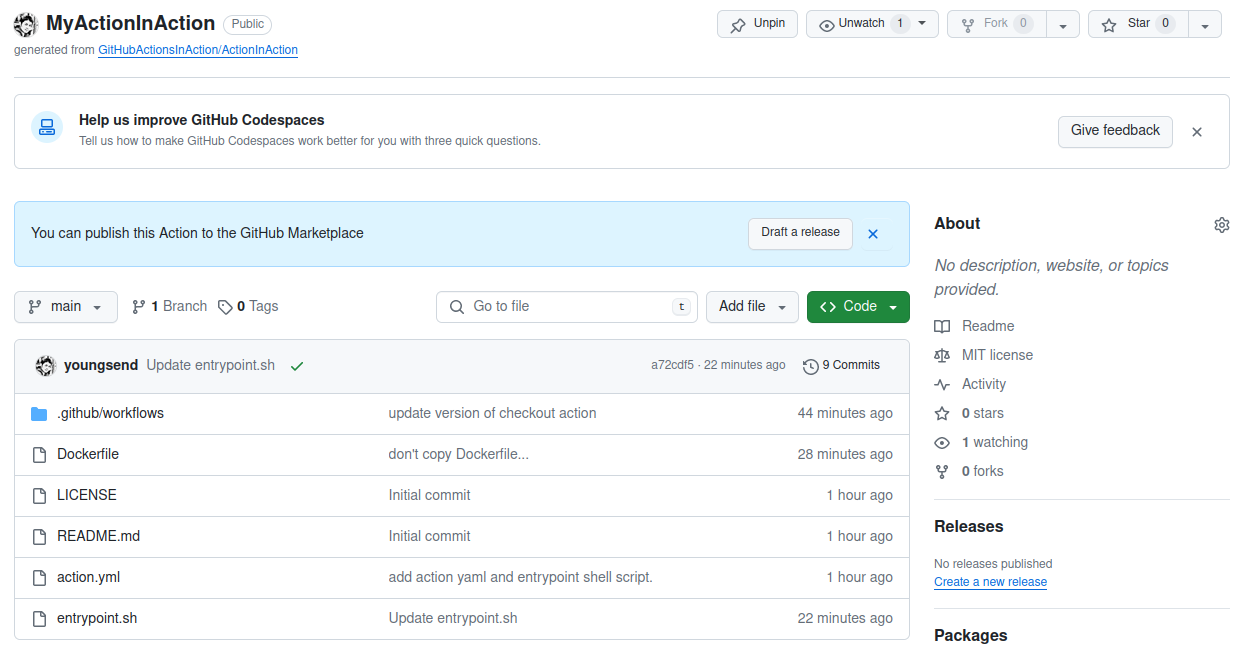 MyActionInAction Public Unpin Unwatch 1 Fork 0 Star 0
generated from GitHubActionsInAction/ActionInAction
Help us improve GitHub Codespaces
Tell us how to make GitHub Codespaces work better for you with three quick questions.
Give feedback
You can publish this Action to the GitHub Marketplace Draft a release
main 1 Branch 0 Tags Go to file t Add file Code
youngsend Update entrypoint.sh a72cdf5 · 22 minutes ago 9 Commits
.github/workflows update version of checkout action 44 minutes ago
Dockerfile don't copy Dockerfile... 28 minutes ago
LICENSE Initial commit 1 hour ago
README.md Initial commit 1 hour ago
action.yml add action yaml and entrypoint shell script. 1 hour ago
entrypoint.sh Update entrypoint.sh 22 minutes ago
About
No description, website, or topics
provided.
Readme
MIT license
Activity
0 stars
1 watching
0 forks
Releases
No releases published
Create a new release
Packages